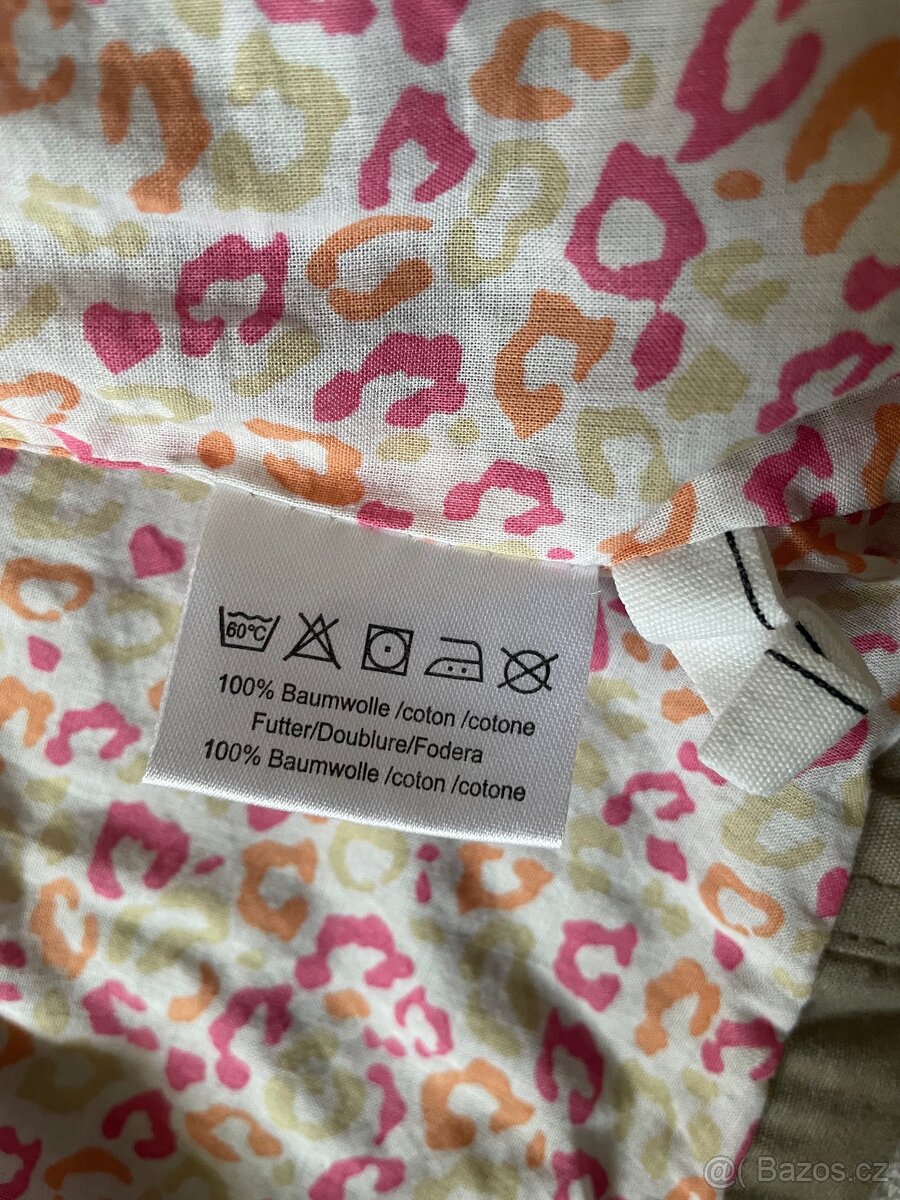 60°C
100% Baumwolle /coton /cotone
Futter/Doublure/Fodera
100% Baumwolle /coton /cotone
@( Bazos.cz